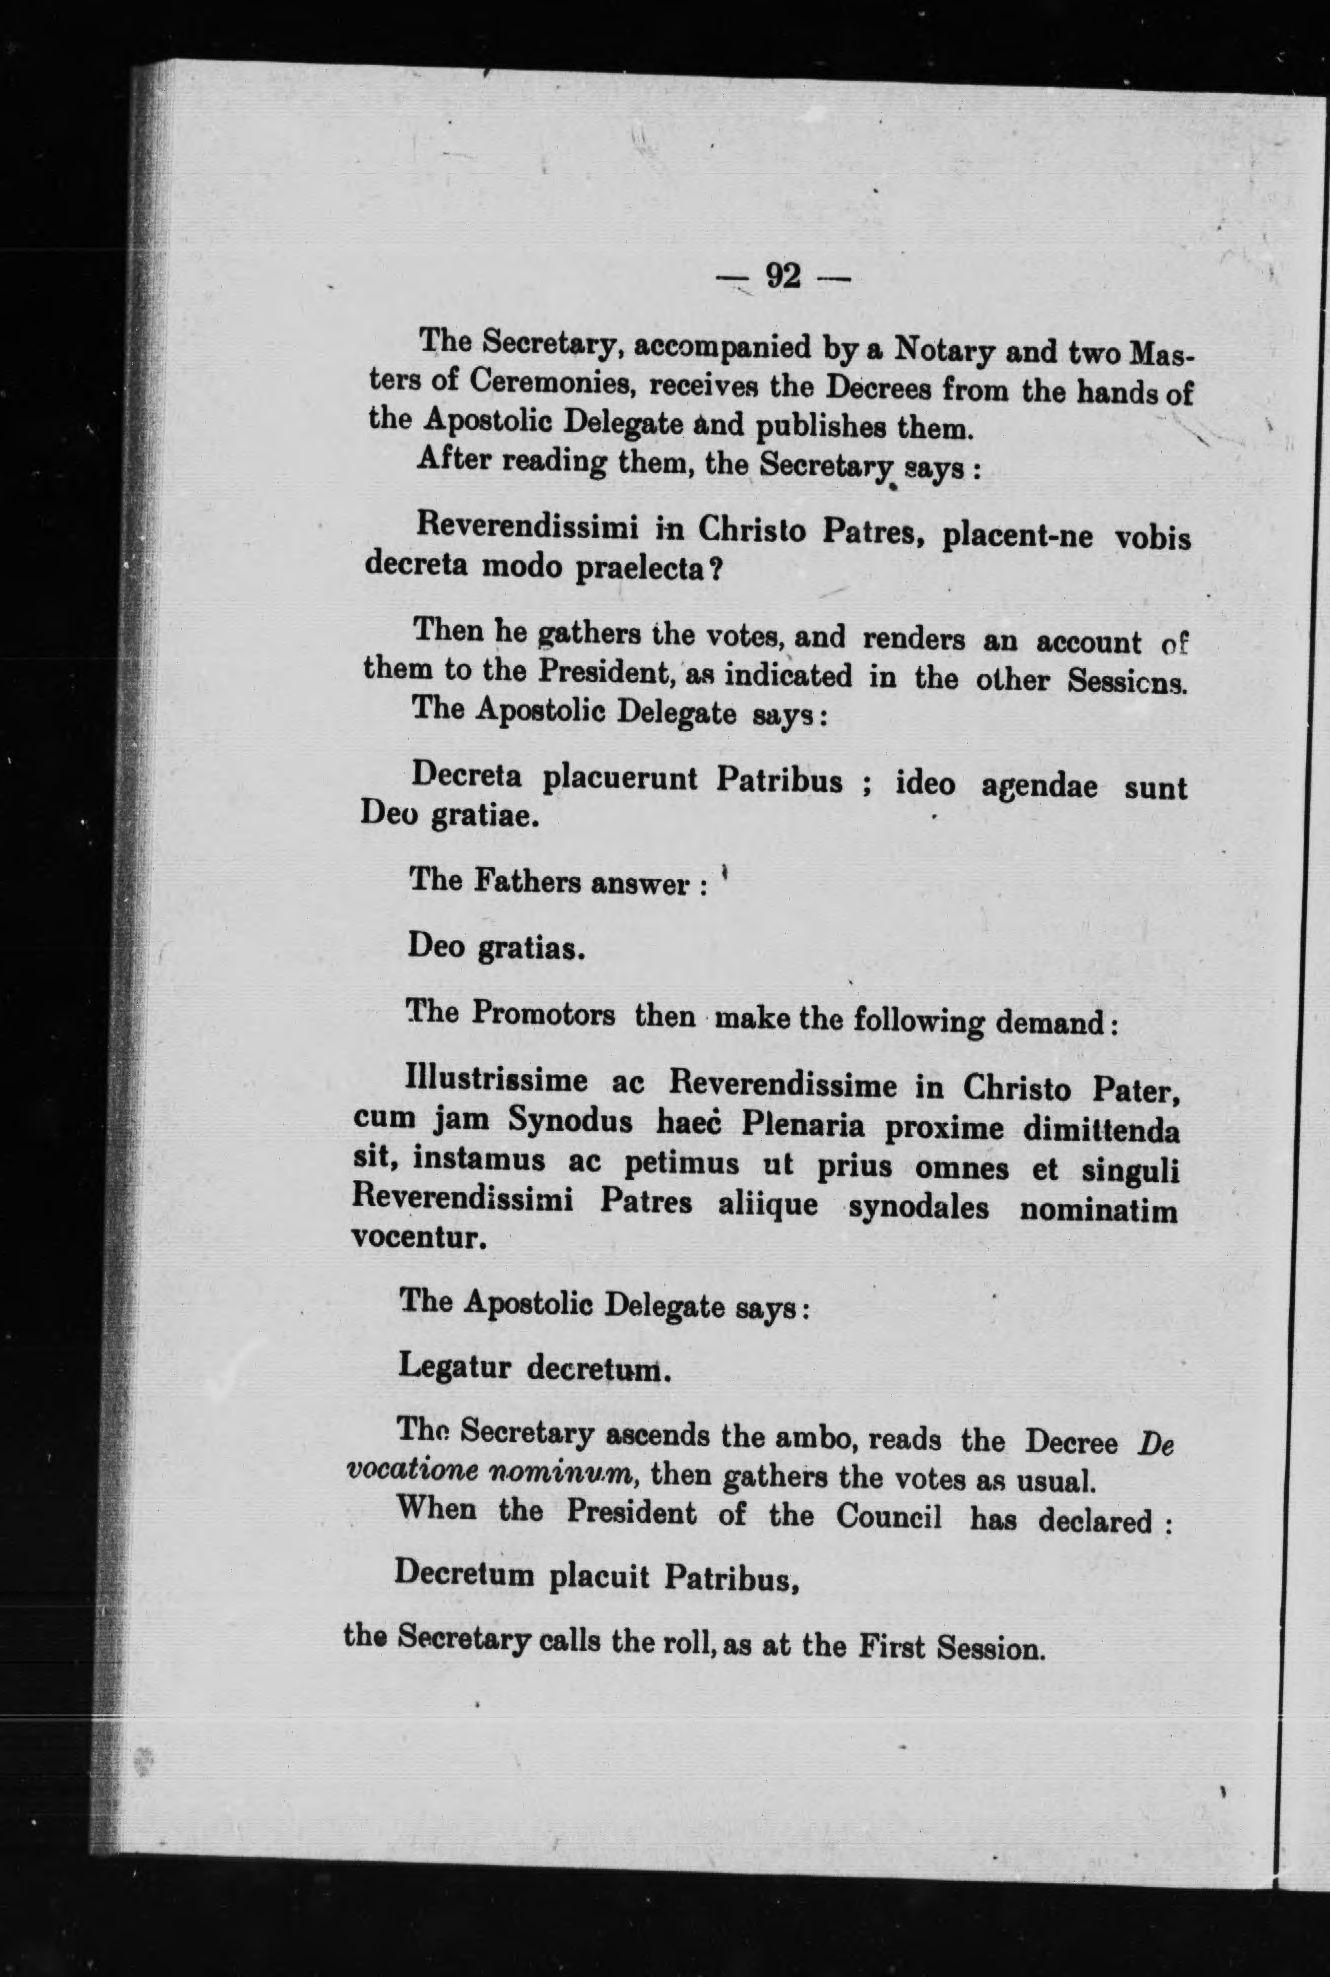 — 92 —
The Secretary, accompanied by a Notary and two Mas-
ters of Ceremonies, receives the Decrees from the hands of
the Apostolic Delegate and publishes them.
After reading them, the Secretary says :
Reverendissimi in Christo Patres, placent-ne vobis
decreta modo praelecta?
Then he gathers the votes, and renders an account of
them to the President, as indicated in the other Sessions.
The Apostolic Delegate says :
Decreta placuerunt Patribus ; ideo agendae sunt
Deo gratiae.
The Fathers answer :
Deo gratias.
The Promotors then make the following demand :
Illustrissime ac Reverendissime in Christo Pater,
cum jam Synodus haec Plenaria proxime dimittenda
sit, instamus ac petimus ut prius omnes et singuli
Reverendissimi Patres aliique synodales nominatim
vocentur.
The Apostolic Delegate says :
Legatur decretum.
The Secretary ascends the ambo, reads the Decree De
vocatione nominum, then gathers the votes as usual.
When the President of the Council has declared :
Decretum placuit Patribus,
the Secretary calls the roll, as at the First Session.